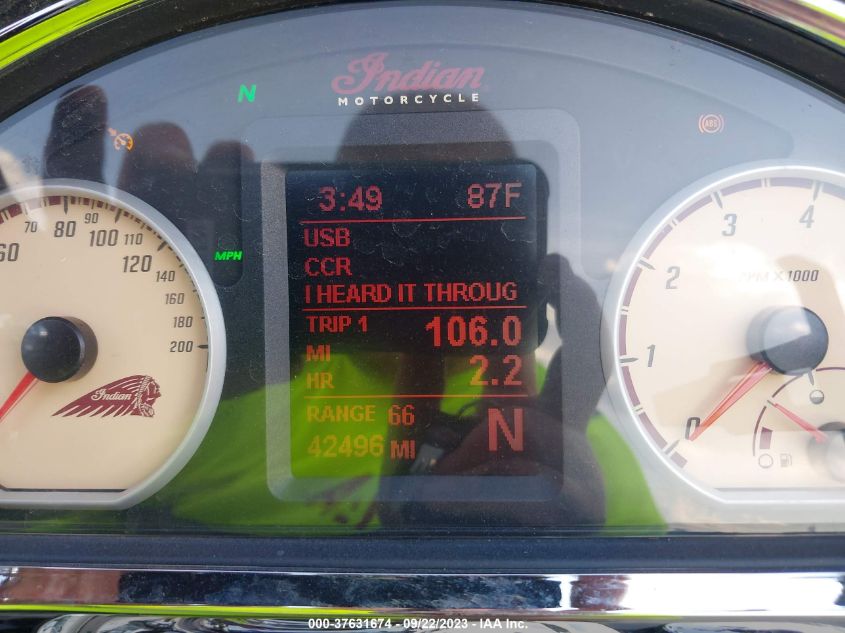 Indian
MOTORCYCLE
N
ABS
3:49 87F
USB
CCR
I HEARD IT THROUG
TRIP 1 106.0
MI
HR 2.2
RANGE 66
42496 MI
N
MPH
60 70 80 90 100 110 120 140 160 180 200
Indian
0 1 2 3 4
RPM X1000
000-37631674 - 09/22/2023 - IAA Inc.